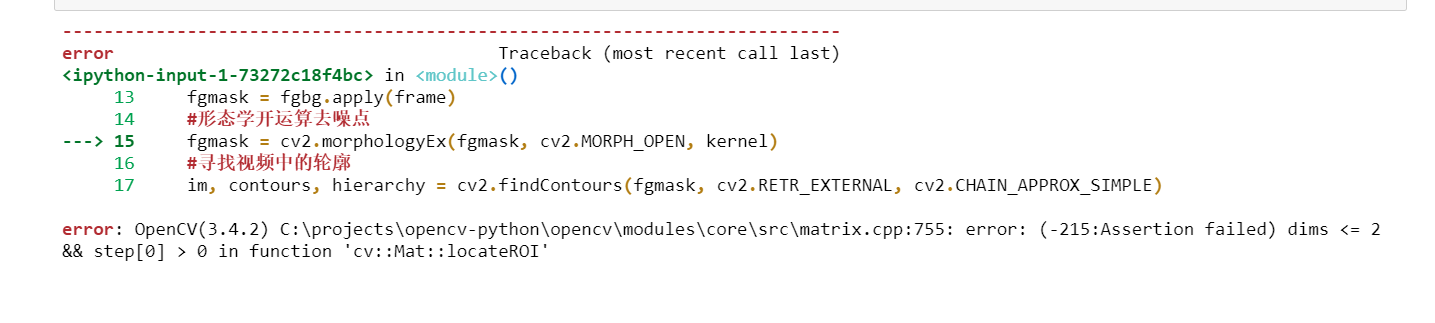 ---------------------------------------------------------------------------
error                                     Traceback (most recent call last)
<ipython-input-1-73272c18f4bc> in <module>()
     13     fgmask = fgbg.apply(frame)
     14     #形态学开运算去噪点
---> 15     fgmask = cv2.morphologyEx(fgmask, cv2.MORPH_OPEN, kernel)
     16     #寻找视频中的轮廓
     17     im, contours, hierarchy = cv2.findContours(fgmask, cv2.RETR_EXTERNAL, cv2.CHAIN_APPROX_SIMPLE)
error: OpenCV(3.4.2) C:\projects\opencv-python\opencv\modules\core\src\matrix.cpp:755: error: (-215:Assertion failed) dims <= 2
&& step[0] > 0 in function 'cv::Mat::locateROI'